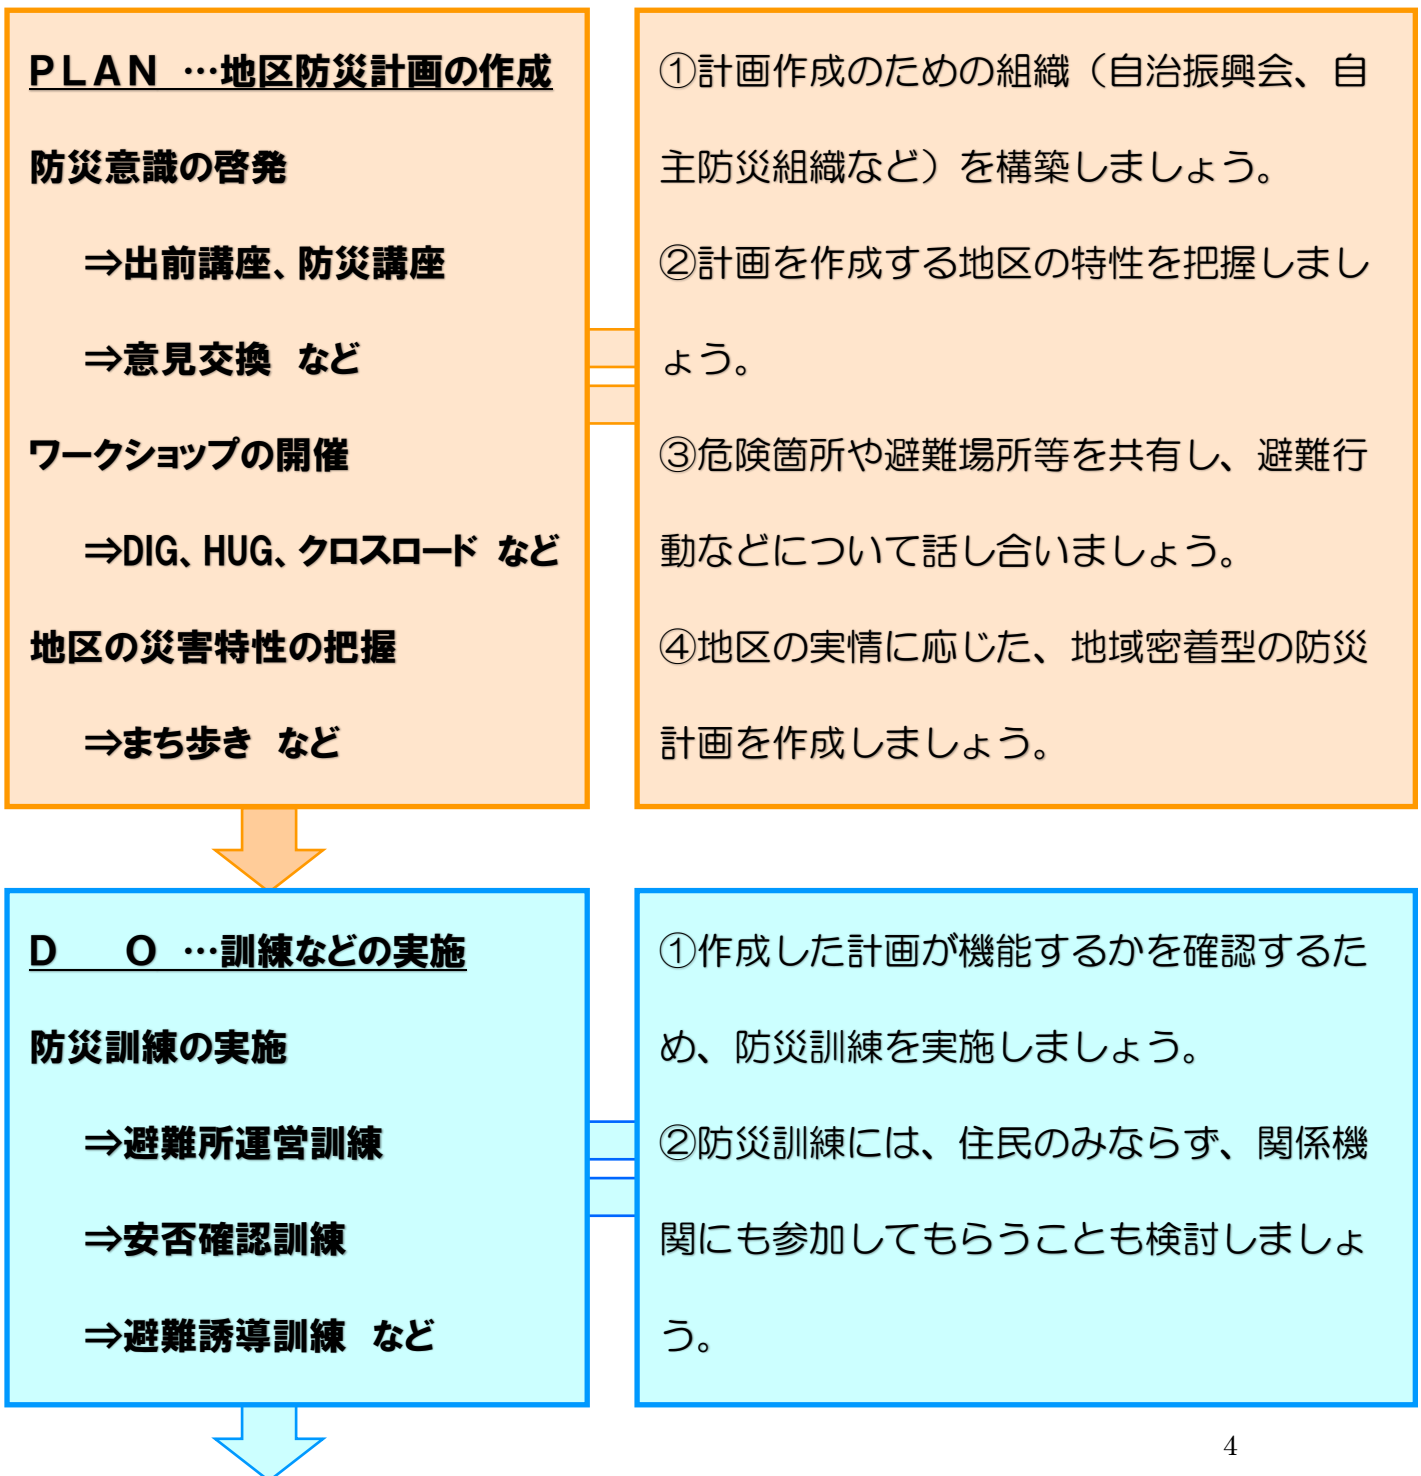 PLAN …地区防災計画の作成
防災意識の啓発
⇒出前講座、防災講座
⇒意見交換 など
ワークショップの開催
⇒DIG、HUG、クロスロード など
地区の災害特性の把握
⇒まち歩き など
①計画作成のための組織（自治振興会、自
主防災組織など）を構築しましょう。
②計画を作成する地区の特性を把握しまし
ょう。
③危険箇所や避難場所等を共有し、避難行
動などについて話し合いましょう。
④地区の実情に応じた、地域密着型の防災
計画を作成しましょう。
D O …訓練などの実施
防災訓練の実施
⇒避難所運営訓練
⇒安否確認訓練
⇒避難誘導訓練 など
①作成した計画が機能するかを確認するた
め、防災訓練を実施しましょう。
②防災訓練には、住民のみならず、関係機
関にも参加してもらうことも検討しましょ
う。
4